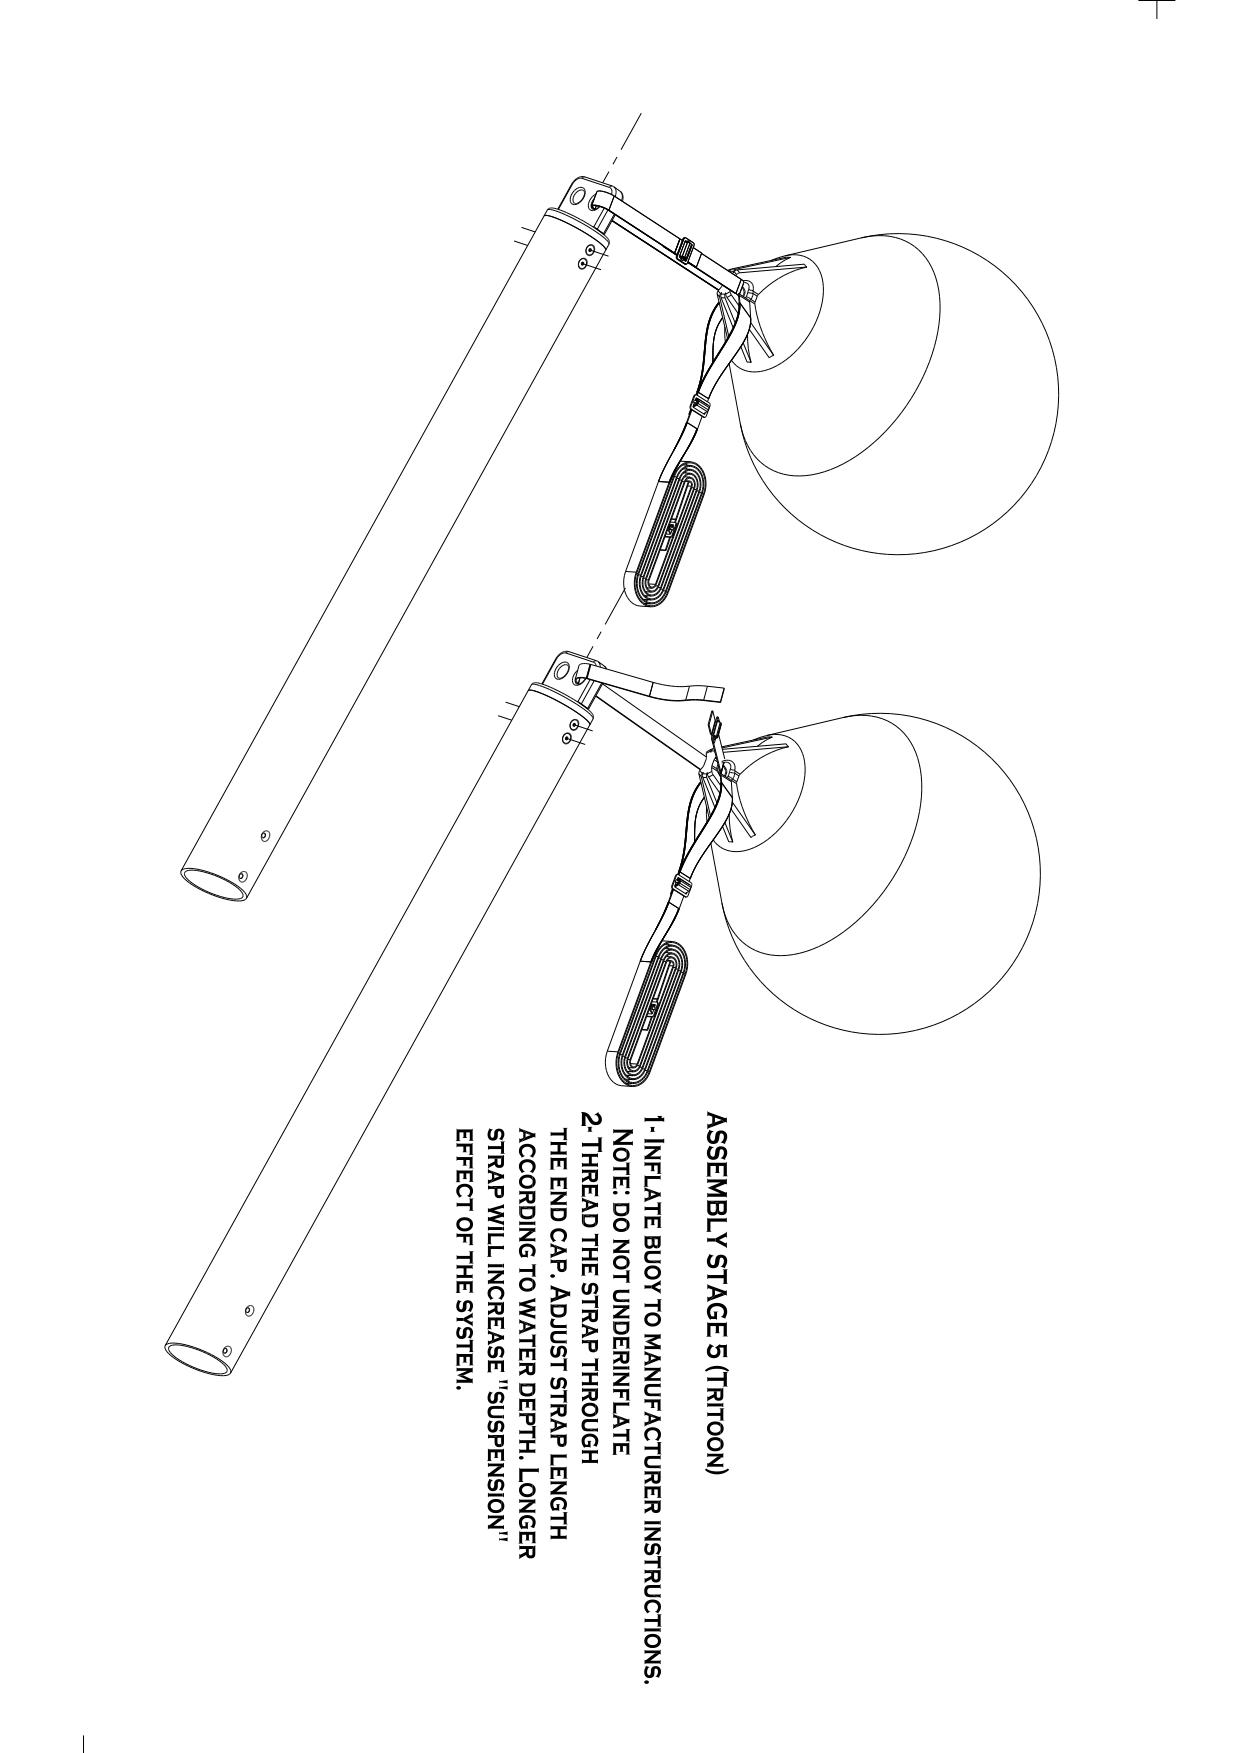 ASSEMBLY STAGE 5 (TRITOON)
1- INFLATE BUOY TO MANUFACTURER INSTRUCTIONS.
NOTE: DO NOT UNDERINFLATE
2- THREAD THE STRAP THROUGH
THE END CAP. ADJUST STRAP LENGTH
ACCORDING TO WATER DEPTH. LONGER
STRAP WILL INCREASE "SUSPENSION"
EFFECT OF THE SYSTEM.